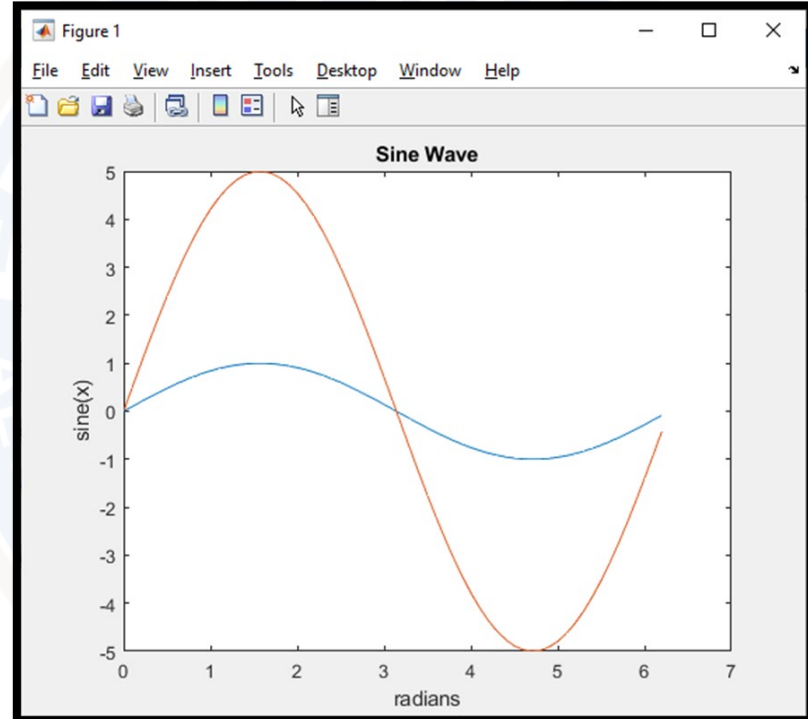 Figure 1
File Edit View Insert Tools Desktop Window Help
Sine Wave
5
4
3
2
1
0
-1
-2
-3
-4
-5
sine(x)
0 1 2 3 4 5 6 7
radians